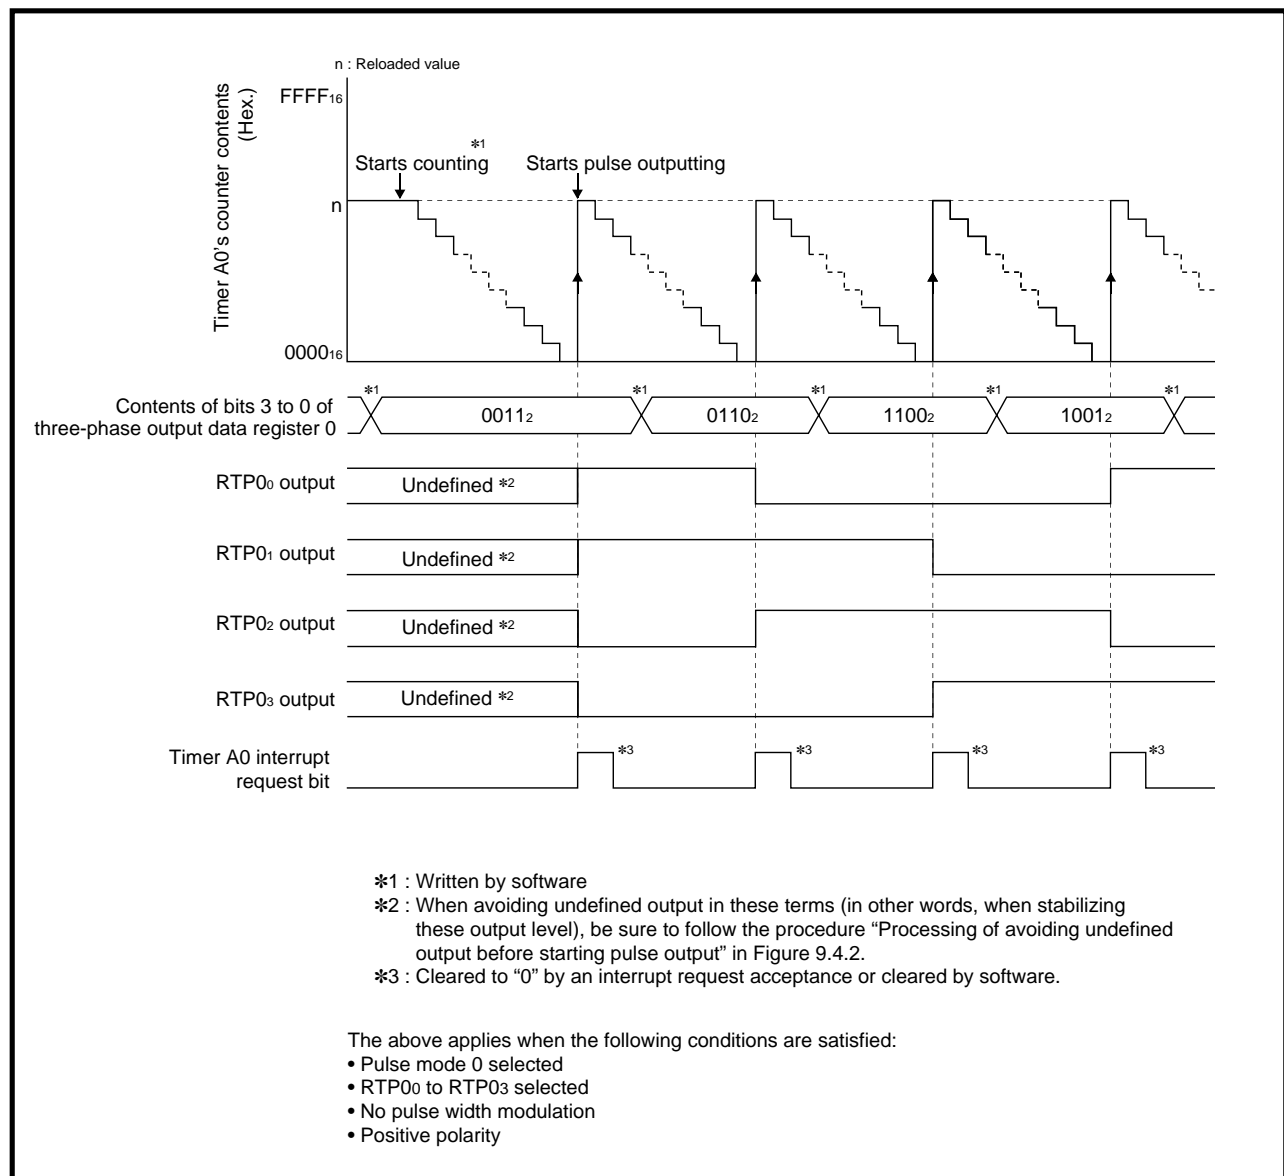 n : Reloaded value
FFFF₁₆
Timer A0's counter contents
(Hex.)
Starts counting ✽1
Starts pulse outputting
n
0000₁₆
✽1 ✽1 ✽1 ✽1 ✽1
Contents of bits 3 to 0 of
three-phase output data register 0
0011₂ 0110₂ 1100₂ 1001₂
RTP0₀ output
Undefined ✽2
RTP0₁ output
Undefined ✽2
RTP0₂ output
Undefined ✽2
RTP0₃ output
Undefined ✽2
Timer A0 interrupt
request bit
✽3 ✽3 ✽3 ✽3
✽1 : Written by software
✽2 : When avoiding undefined output in these terms (in other words, when stabilizing
these output level), be sure to follow the procedure “Processing of avoiding undefined
output before starting pulse output” in Figure 9.4.2.
✽3 : Cleared to “0” by an interrupt request acceptance or cleared by software.
The above applies when the following conditions are satisfied:
• Pulse mode 0 selected
• RTP0₀ to RTP0₃ selected
• No pulse width modulation
• Positive polarity